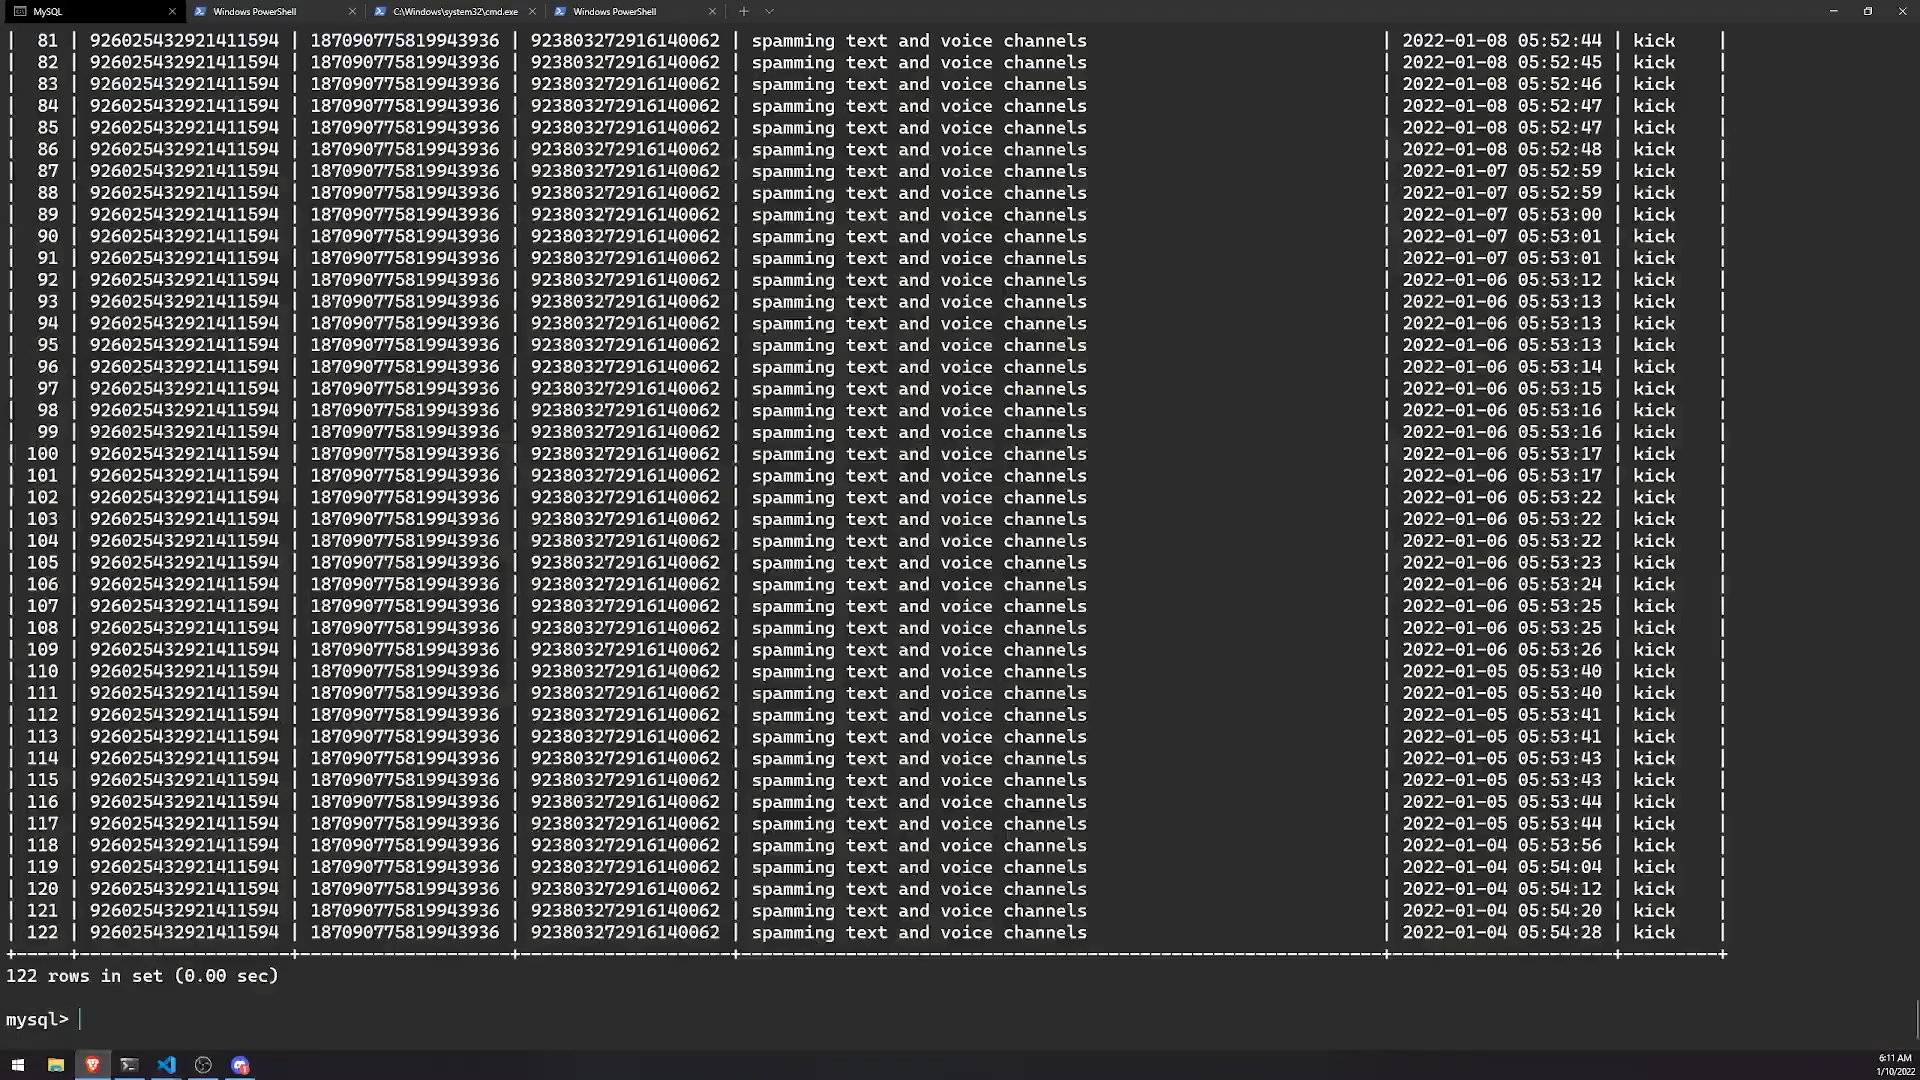 MySQL Windows PowerShell C:\Windows\system32\cmd.exe Windows PowerShell
| 81 | 926025432921411594 | 187090775819943936 | 923803272916140062 | spamming text and voice channels | 2022-01-08 05:52:44 | kick |
| 82 | 926025432921411594 | 187090775819943936 | 923803272916140062 | spamming text and voice channels | 2022-01-08 05:52:45 | kick |
| 83 | 926025432921411594 | 187090775819943936 | 923803272916140062 | spamming text and voice channels | 2022-01-08 05:52:46 | kick |
| 84 | 926025432921411594 | 187090775819943936 | 923803272916140062 | spamming text and voice channels | 2022-01-08 05:52:47 | kick |
| 85 | 926025432921411594 | 187090775819943936 | 923803272916140062 | spamming text and voice channels | 2022-01-08 05:52:47 | kick |
| 86 | 926025432921411594 | 187090775819943936 | 923803272916140062 | spamming text and voice channels | 2022-01-08 05:52:48 | kick |
| 87 | 926025432921411594 | 187090775819943936 | 923803272916140062 | spamming text and voice channels | 2022-01-07 05:52:59 | kick |
| 88 | 926025432921411594 | 187090775819943936 | 923803272916140062 | spamming text and voice channels | 2022-01-07 05:52:59 | kick |
| 89 | 926025432921411594 | 187090775819943936 | 923803272916140062 | spamming text and voice channels | 2022-01-07 05:53:00 | kick |
| 90 | 926025432921411594 | 187090775819943936 | 923803272916140062 | spamming text and voice channels | 2022-01-07 05:53:01 | kick |
| 91 | 926025432921411594 | 187090775819943936 | 923803272916140062 | spamming text and voice channels | 2022-01-07 05:53:01 | kick |
| 92 | 926025432921411594 | 187090775819943936 | 923803272916140062 | spamming text and voice channels | 2022-01-06 05:53:12 | kick |
| 93 | 926025432921411594 | 187090775819943936 | 923803272916140062 | spamming text and voice channels | 2022-01-06 05:53:13 | kick |
| 94 | 926025432921411594 | 187090775819943936 | 923803272916140062 | spamming text and voice channels | 2022-01-06 05:53:13 | kick |
| 95 | 926025432921411594 | 187090775819943936 | 923803272916140062 | spamming text and voice channels | 2022-01-06 05:53:13 | kick |
| 96 | 926025432921411594 | 187090775819943936 | 923803272916140062 | spamming text and voice channels | 2022-01-06 05:53:14 | kick |
| 97 | 926025432921411594 | 187090775819943936 | 923803272916140062 | spamming text and voice channels | 2022-01-06 05:53:15 | kick |
| 98 | 926025432921411594 | 187090775819943936 | 923803272916140062 | spamming text and voice channels | 2022-01-06 05:53:16 | kick |
| 99 | 926025432921411594 | 187090775819943936 | 923803272916140062 | spamming text and voice channels | 2022-01-06 05:53:16 | kick |
| 100 | 926025432921411594 | 187090775819943936 | 923803272916140062 | spamming text and voice channels | 2022-01-06 05:53:17 | kick |
| 101 | 926025432921411594 | 187090775819943936 | 923803272916140062 | spamming text and voice channels | 2022-01-06 05:53:17 | kick |
| 102 | 926025432921411594 | 187090775819943936 | 923803272916140062 | spamming text and voice channels | 2022-01-06 05:53:22 | kick |
| 103 | 926025432921411594 | 187090775819943936 | 923803272916140062 | spamming text and voice channels | 2022-01-06 05:53:22 | kick |
| 104 | 926025432921411594 | 187090775819943936 | 923803272916140062 | spamming text and voice channels | 2022-01-06 05:53:22 | kick |
| 105 | 926025432921411594 | 187090775819943936 | 923803272916140062 | spamming text and voice channels | 2022-01-06 05:53:23 | kick |
| 106 | 926025432921411594 | 187090775819943936 | 923803272916140062 | spamming text and voice channels | 2022-01-06 05:53:24 | kick |
| 107 | 926025432921411594 | 187090775819943936 | 923803272916140062 | spamming text and voice channels | 2022-01-06 05:53:25 | kick |
| 108 | 926025432921411594 | 187090775819943936 | 923803272916140062 | spamming text and voice channels | 2022-01-06 05:53:25 | kick |
| 109 | 926025432921411594 | 187090775819943936 | 923803272916140062 | spamming text and voice channels | 2022-01-06 05:53:26 | kick |
| 110 | 926025432921411594 | 187090775819943936 | 923803272916140062 | spamming text and voice channels | 2022-01-05 05:53:40 | kick |
| 111 | 926025432921411594 | 187090775819943936 | 923803272916140062 | spamming text and voice channels | 2022-01-05 05:53:40 | kick |
| 112 | 926025432921411594 | 187090775819943936 | 923803272916140062 | spamming text and voice channels | 2022-01-05 05:53:41 | kick |
| 113 | 926025432921411594 | 187090775819943936 | 923803272916140062 | spamming text and voice channels | 2022-01-05 05:53:41 | kick |
| 114 | 926025432921411594 | 187090775819943936 | 923803272916140062 | spamming text and voice channels | 2022-01-05 05:53:43 | kick |
| 115 | 926025432921411594 | 187090775819943936 | 923803272916140062 | spamming text and voice channels | 2022-01-05 05:53:43 | kick |
| 116 | 926025432921411594 | 187090775819943936 | 923803272916140062 | spamming text and voice channels | 2022-01-05 05:53:44 | kick |
| 117 | 926025432921411594 | 187090775819943936 | 923803272916140062 | spamming text and voice channels | 2022-01-05 05:53:44 | kick |
| 118 | 926025432921411594 | 187090775819943936 | 923803272916140062 | spamming text and voice channels | 2022-01-04 05:53:56 | kick |
| 119 | 926025432921411594 | 187090775819943936 | 923803272916140062 | spamming text and voice channels | 2022-01-04 05:54:04 | kick |
| 120 | 926025432921411594 | 187090775819943936 | 923803272916140062 | spamming text and voice channels | 2022-01-04 05:54:12 | kick |
| 121 | 926025432921411594 | 187090775819943936 | 923803272916140062 | spamming text and voice channels | 2022-01-04 05:54:20 | kick |
| 122 | 926025432921411594 | 187090775819943936 | 923803272916140062 | spamming text and voice channels | 2022-01-04 05:54:28 | kick |
122 rows in set (0.00 sec)
mysql>
6:11 AM
1/10/2022